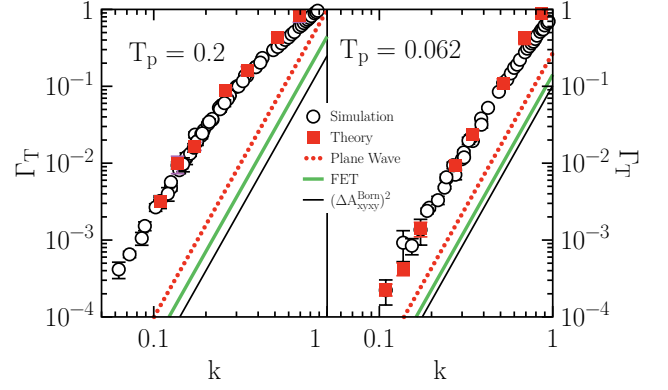 1
10⁻¹
10⁻²
10⁻³
10⁻⁴
Γ_T
T_p = 0.2
T_p = 0.062
Simulation
Theory
Plane Wave
FET
(ΔA^Born_xyxy)²
1
10⁻¹
10⁻²
10⁻³
10⁻⁴
Γ_T
0.1 1 0.1 1
k k